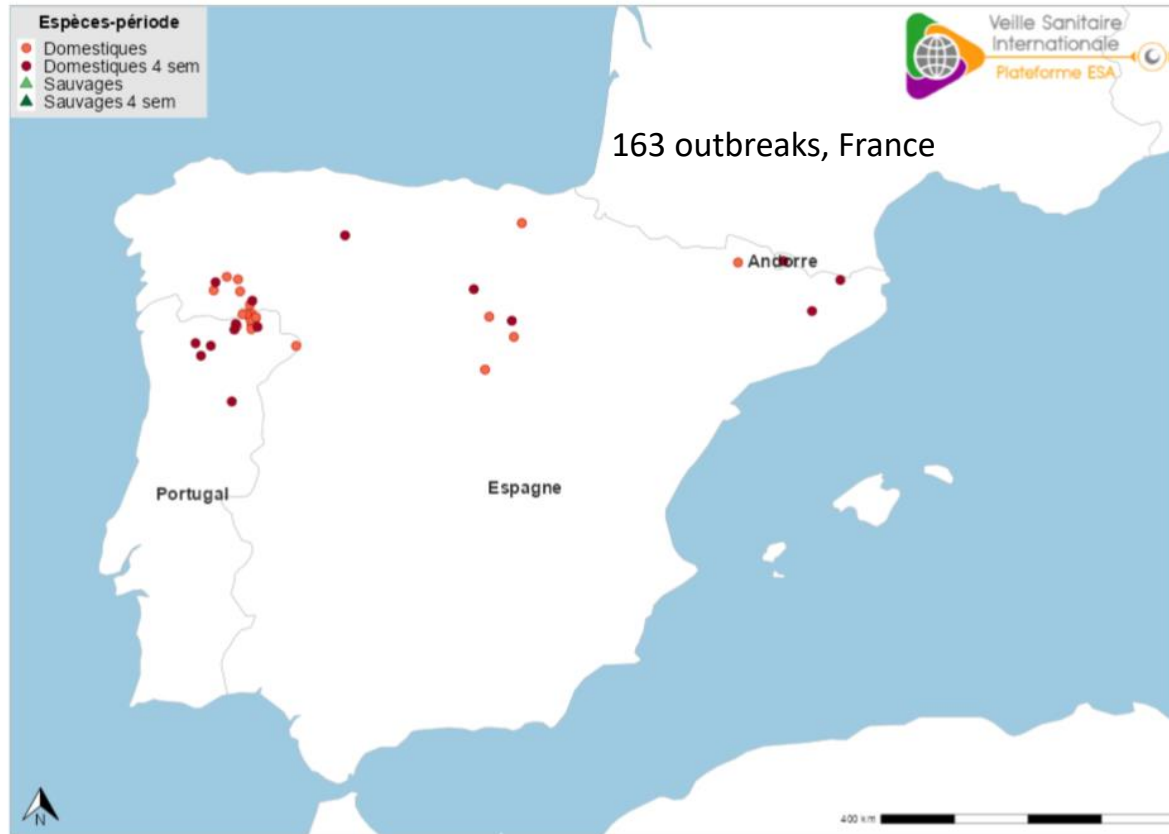 Espèces-période
Domestiques
Domestiques 4 sem
Sauvages
Sauvages 4 sem
Veille Sanitaire
Internationale
Plateforme ESA
163 outbreaks, France
Andorre
Portugal
Espagne
N
400 km